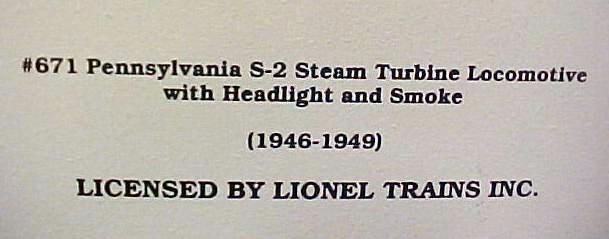 #671 Pennsylvania S-2 Steam Turbine Locomotive
with Headlight and Smoke
(1946-1949)
LICENSED BY LIONEL TRAINS INC.